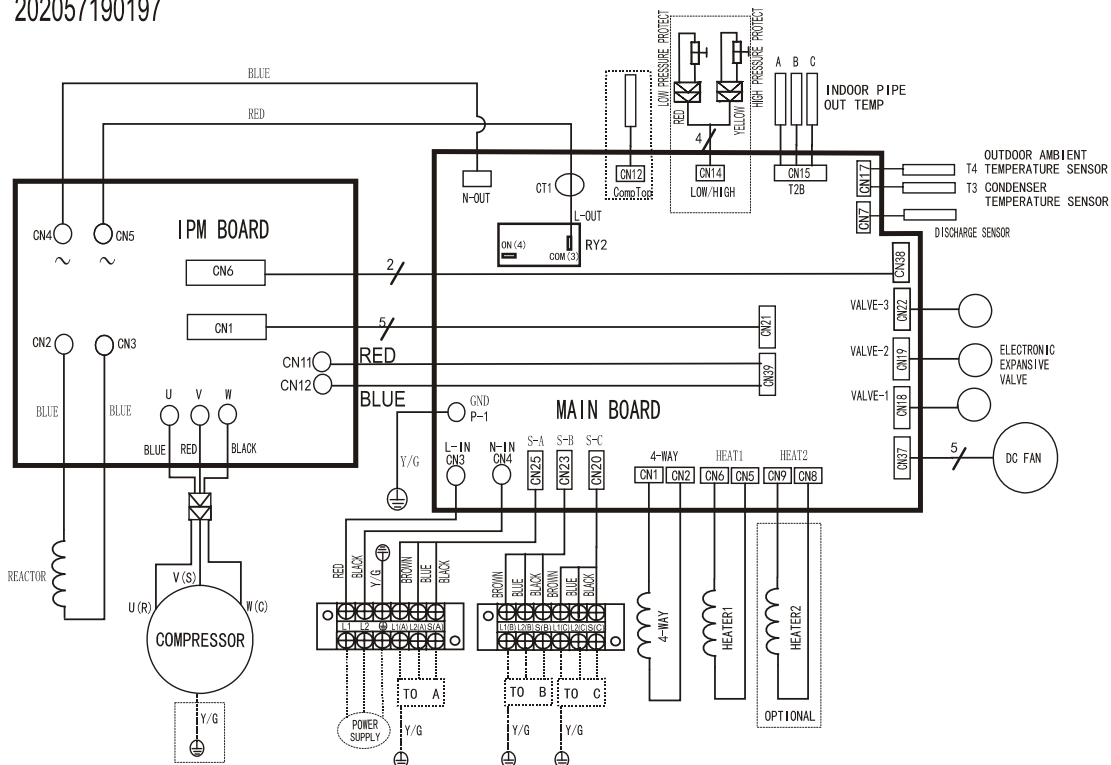 202057190197
BLUE
RED
LOW PRESSURE PROTECT
HIGH PRESSURE PROTECT
RED
YELLOW
4
A B C
INDOOR PIPE
OUT TEMP
CN12
CompTop
CN14
LOW/HIGH
CN15
T2B
CN17
T4 OUTDOOR AMBIENT
TEMPERATURE SENSOR
T3 CONDENSER
TEMPERATURE SENSOR
CN7
DISCHARGE SENSOR
N-OUT
CT1
L-OUT
ON(4)
COM(3)
RY2
CN4
CN5
IPM BOARD
~ ~
CN6
2
CN38
CN1
5
CN21
CN2
CN3
CN11
RED
CN12
BLUE
CN39
VALVE-3
CN22
VALVE-2
CN19
VALVE-1
CN18
ELECTRONIC
EXPANSIVE
VALVE
CN37
5
DC FAN
BLUE
BLUE
U V W
BLUE RED BLACK
GND
P-1
Y/G
MAIN BOARD
L-IN
CN3
N-IN
CN4
S-A
CN25
S-B
CN23
S-C
CN20
4-WAY
CN1 CN2
HEAT1
CN6 CN5
HEAT2
CN9 CN8
REACTOR
V(S)
U(R)
W(C)
COMPRESSOR
Y/G
RED
BLACK
Y/G
BROWN
BLUE
BLACK
BROWN
BLUE
BLACK
BROWN
BLUE
BLACK
L1 L2 L1(A) L2(A) S(A)
L1(B) L2(B) S(B) L1(C) L2(C) S(C)
4-WAY
HEATER1
HEATER2
OPTIONAL
POWER
SUPPLY
TO A
Y/G
TO B
Y/G
TO C
Y/G